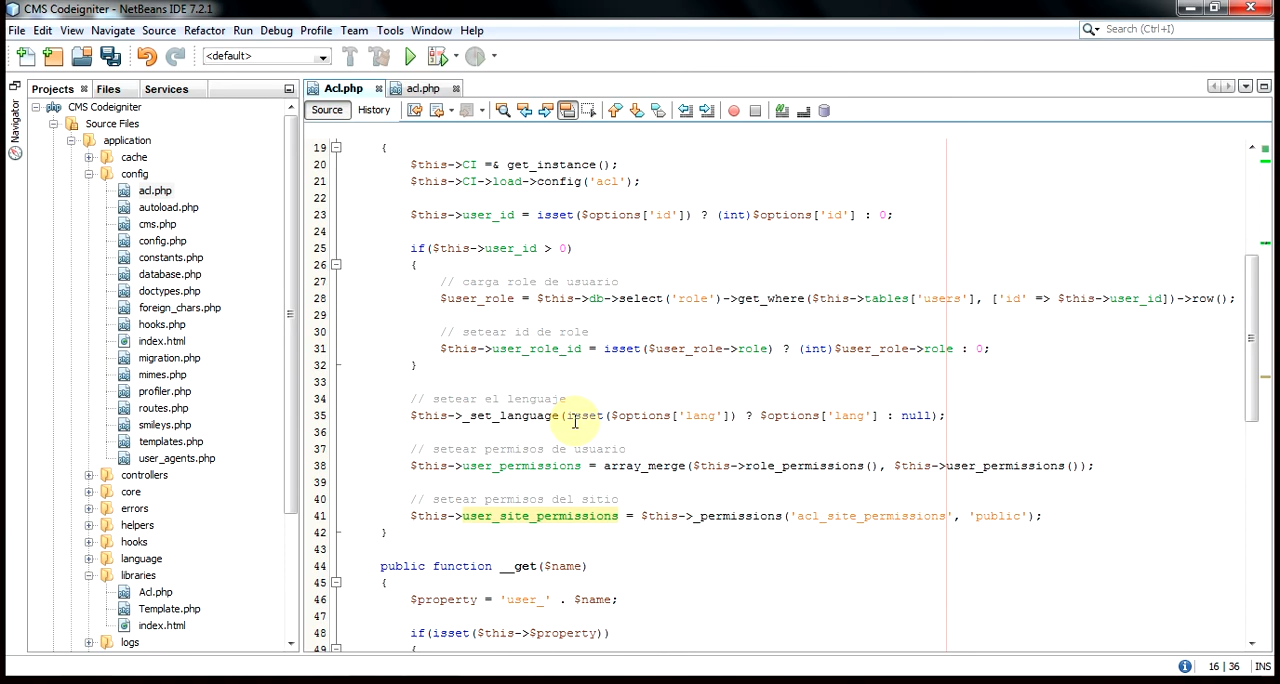 CMS Codeigniter - NetBeans IDE 7.2.1
File Edit View Navigate Source Refactor Run Debug Profile Team Tools Window Help
Search (Ctrl+I)
<default>
Projects Files Services
Acl.php acl.php
Navigator
Source History
php CMS Codeigniter
Source Files
application
cache
config
acl.php
autoload.php
cms.php
config.php
constants.php
database.php
doctypes.php
foreign_chars.php
hooks.php
index.html
migration.php
mimes.php
profiler.php
routes.php
smileys.php
templates.php
user_agents.php
controllers
core
errors
helpers
hooks
language
libraries
Acl.php
Template.php
index.html
logs
19 {
20 $this->CI =& get_instance();
21 $this->CI->load->config('acl');
22
23 $this->user_id = isset($options['id']) ? (int)$options['id'] : 0;
24
25 if($this->user_id > 0)
26 {
27 // carga role de usuario
28 $user_role = $this->db->select('role')->get_where($this->tables['users'], ['id' => $this->user_id])->row();
29
30 // setear id de role
31 $this->user_role_id = isset($user_role->role) ? (int)$user_role->role : 0;
32 }
33
34 // setear el lenguaje
35 $this->_set_language(isset($options['lang']) ? $options['lang'] : null);
36
37 // setear permisos de usuario
38 $this->user_permissions = array_merge($this->role_permissions(), $this->user_permissions());
39
40 // setear permisos del sitio
41 $this->user_site_permissions = $this->_permissions('acl_site_permissions', 'public');
42 }
43
44 public function __get($name)
45 {
46 $property = 'user_' . $name;
47
48 if(isset($this->$property))
49 {
16 | 36 INS